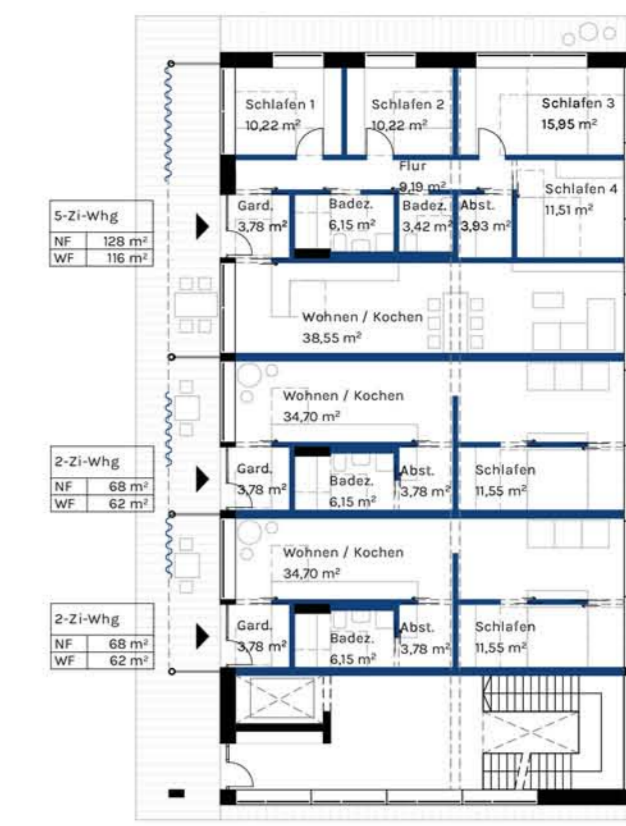 Schlafen 1
10,22 m²
Schlafen 2
10,22 m²
Schlafen 3
15,95 m²
Flur
9,19 m²
Schlafen 4
11,51 m²
5-Zi-Whg
NF 128 m²
WF 116 m²
Gard.
3,78 m²
Badez.
6,15 m²
Badez.
3,42 m²
Abst.
3,93 m²
Wohnen / Kochen
38,55 m²
Wohnen / Kochen
34,70 m²
2-Zi-Whg
NF 68 m²
WF 62 m²
Gard.
3,78 m²
Badez.
6,15 m²
Abst.
3,78 m²
Schlafen
11,55 m²
Wohnen / Kochen
34,70 m²
2-Zi-Whg
NF 68 m²
WF 62 m²
Gard.
3,78 m²
Badez.
6,15 m²
Abst.
3,78 m²
Schlafen
11,55 m²